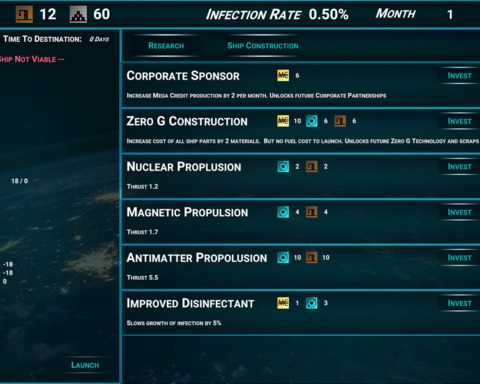 12 60 Infection Rate 0.50% Month 1
Time To Destination: 0 Days
Ship Not Viable --
Research Ship Construction
Corporate Sponsor MC 6 Invest
Increase Mega Credit production by 2 per month. Unlocks future Corporate Partnerships
Zero G Construction MC 10 6 6 Invest
Increase cost of all ship parts by 2 materials. But no fuel cost to launch. Unlocks future Zero G Technology and scraps
Nuclear Proplusion 2 2 Invest
Thrust 1.2
18 / 0
Magnetic Propulsion 4 4 Invest
Thrust 1.7
Antimatter Propolusion 10 10 Invest
Thrust 5.5
-18
-18
0
Improved Disinfectant MC 1 3 Invest
Slows growth of infection by 5%
Launch